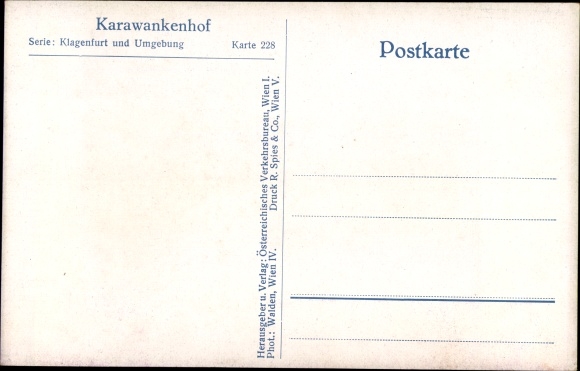 Karawankenhof
Serie: Klagenfurt und Umgebung Karte 228
Postkarte
Herausgeber u. Verlag: Österreichisches Verkehrsbureau, Wien I.
Phot.: Walden, Wien IV. Druck R. Spies & Co., Wien V.